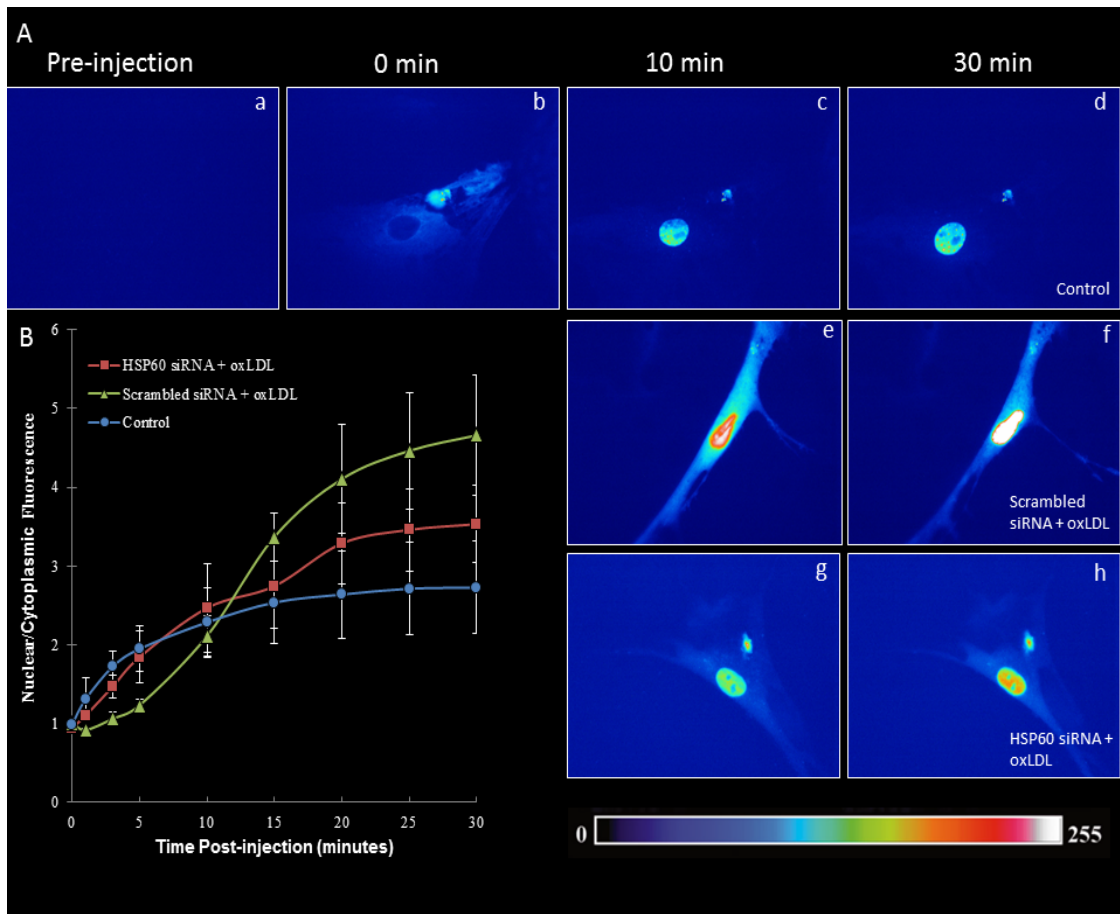 A
Pre-injection
0 min
10 min
30 min
a
b
c
d
Control
B
6
5
4
3
2
1
0
HSP60 siRNA + oxLDL
Scrambled siRNA + oxLDL
Control
Nuclear/Cytoplasmic Fluorescence
0
5
10
15
20
25
30
Time Post-injection (minutes)
e
f
Scrambled
siRNA + oxLDL
g
h
HSP60 siRNA +
oxLDL
0
255